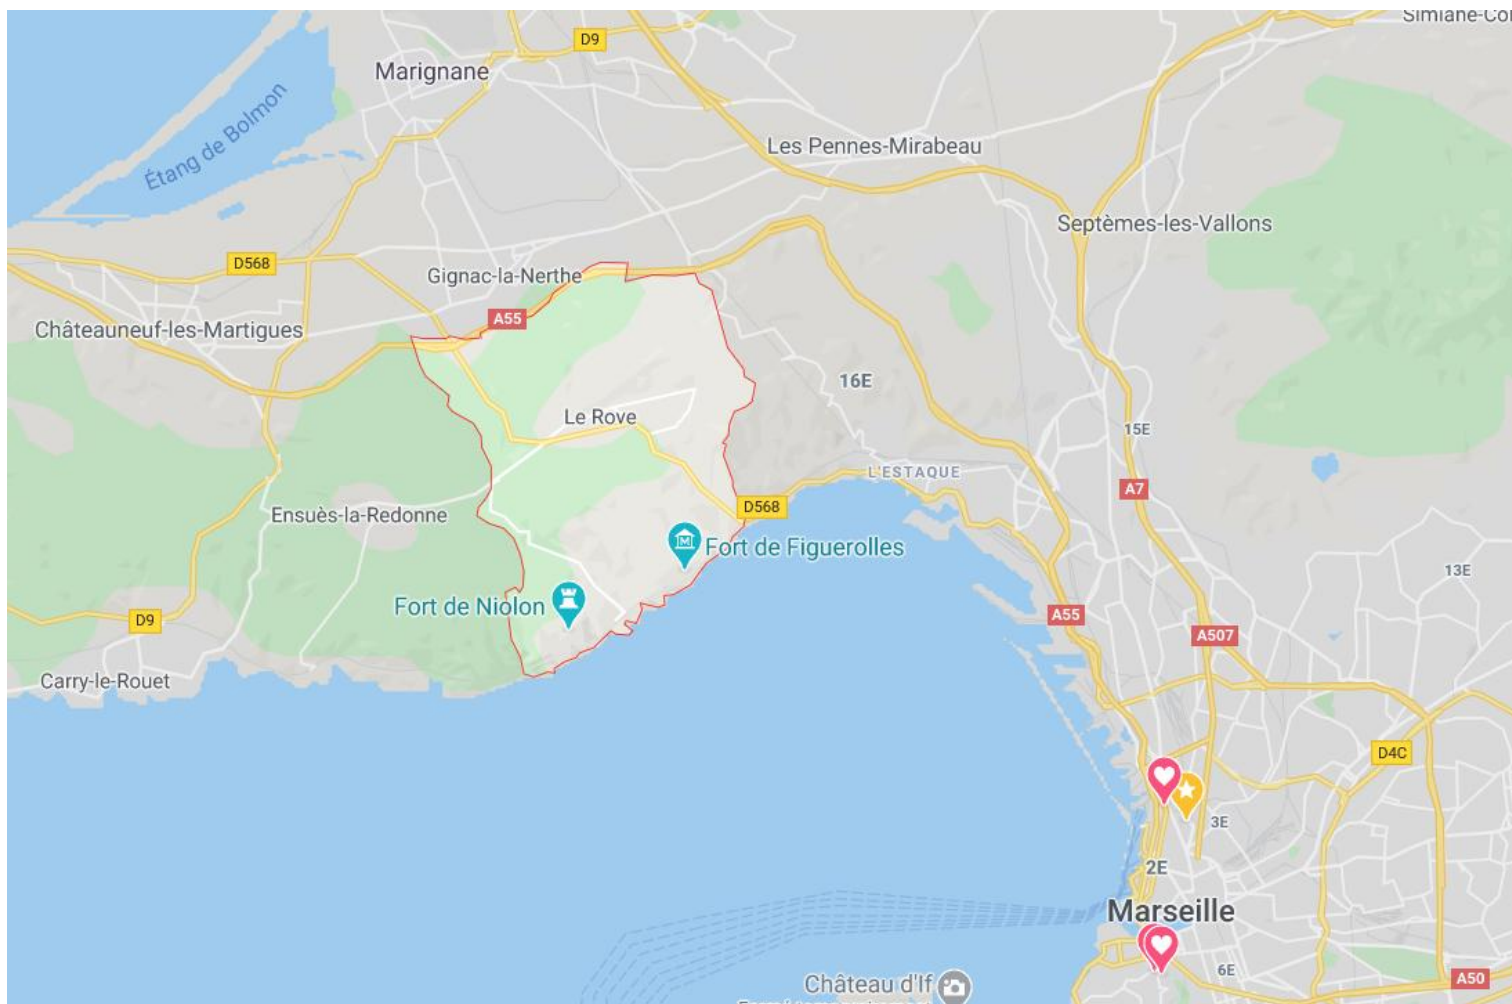 Simiane-Col
D9
Marignane
Étang de Bolmon
Les Pennes-Mirabeau
Septèmes-les-Vallons
D568
Gignac-la-Nerthe
A55
Châteauneuf-les-Martigues
16E
Le Rove
15E
L'ESTAQUE
A7
D568
Ensuès-la-Redonne
Fort de Figuerolles
13E
Fort de Niolon
D9
A55
A507
Carry-le-Rouet
D4C
3E
2E
Marseille
6E
A50
Château d'If